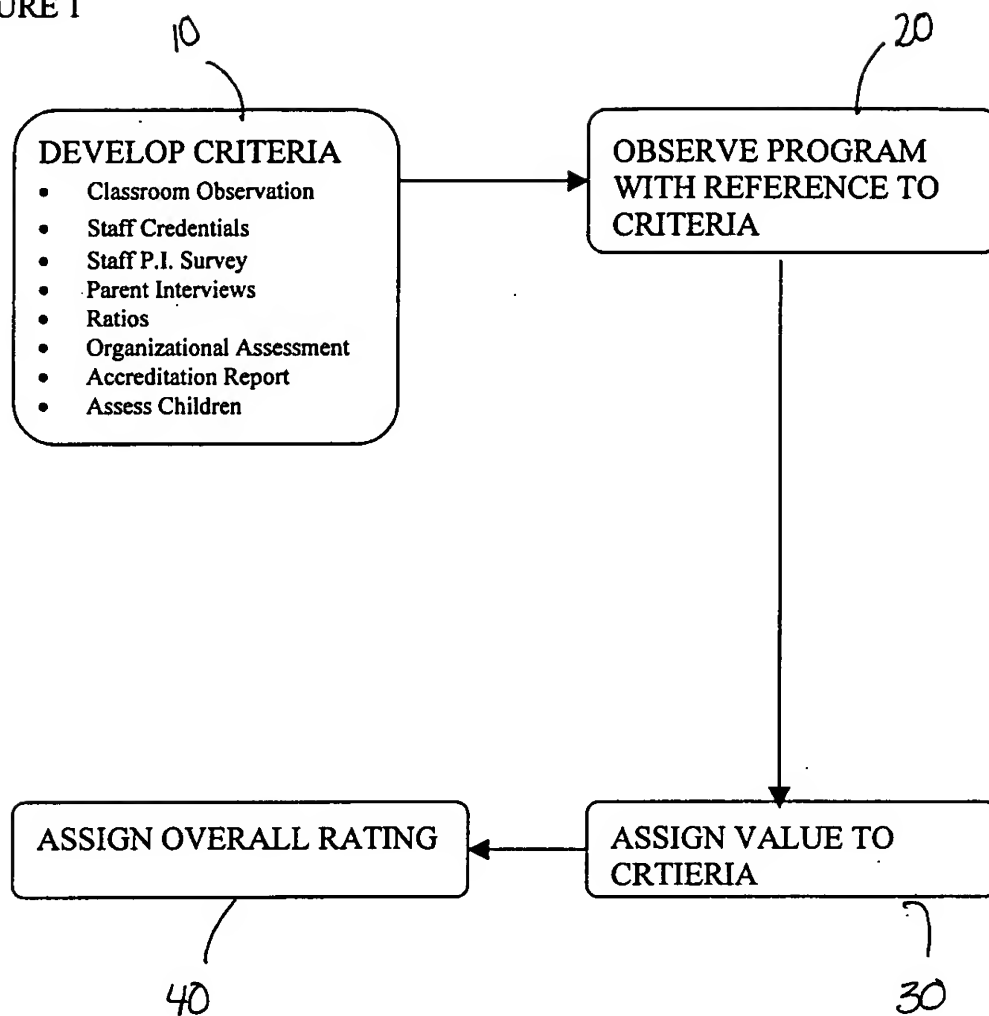 URE 1
10
20
DEVELOP CRITERIA
• Classroom Observation
• Staff Credentials
• Staff P.I. Survey
• Parent Interviews
• Ratios
• Organizational Assessment
• Accreditation Report
• Assess Children
OBSERVE PROGRAM
WITH REFERENCE TO
CRITERIA
ASSIGN OVERALL RATING
ASSIGN VALUE TO
CRTIERIA
40
30